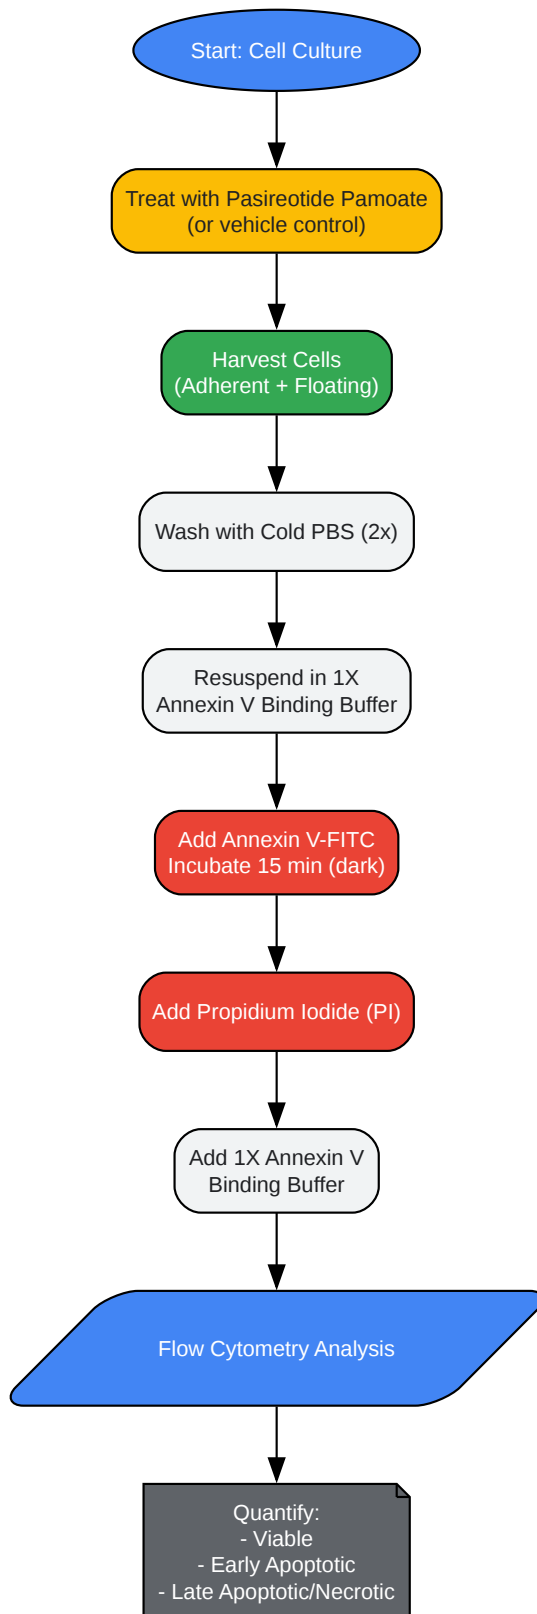 Start: Cell Culture
Treat with Pasireotide Pamoate
(or vehicle control)
Harvest Cells
(Adherent + Floating)
Wash with Cold PBS (2x)
Resuspend in 1X
Annexin V Binding Buffer
Add Annexin V-FITC
Incubate 15 min (dark)
Add Propidium Iodide (PI)
Add 1X Annexin V
Binding Buffer
Flow Cytometry Analysis
Quantify:
- Viable
- Early Apoptotic
- Late Apoptotic/Necrotic